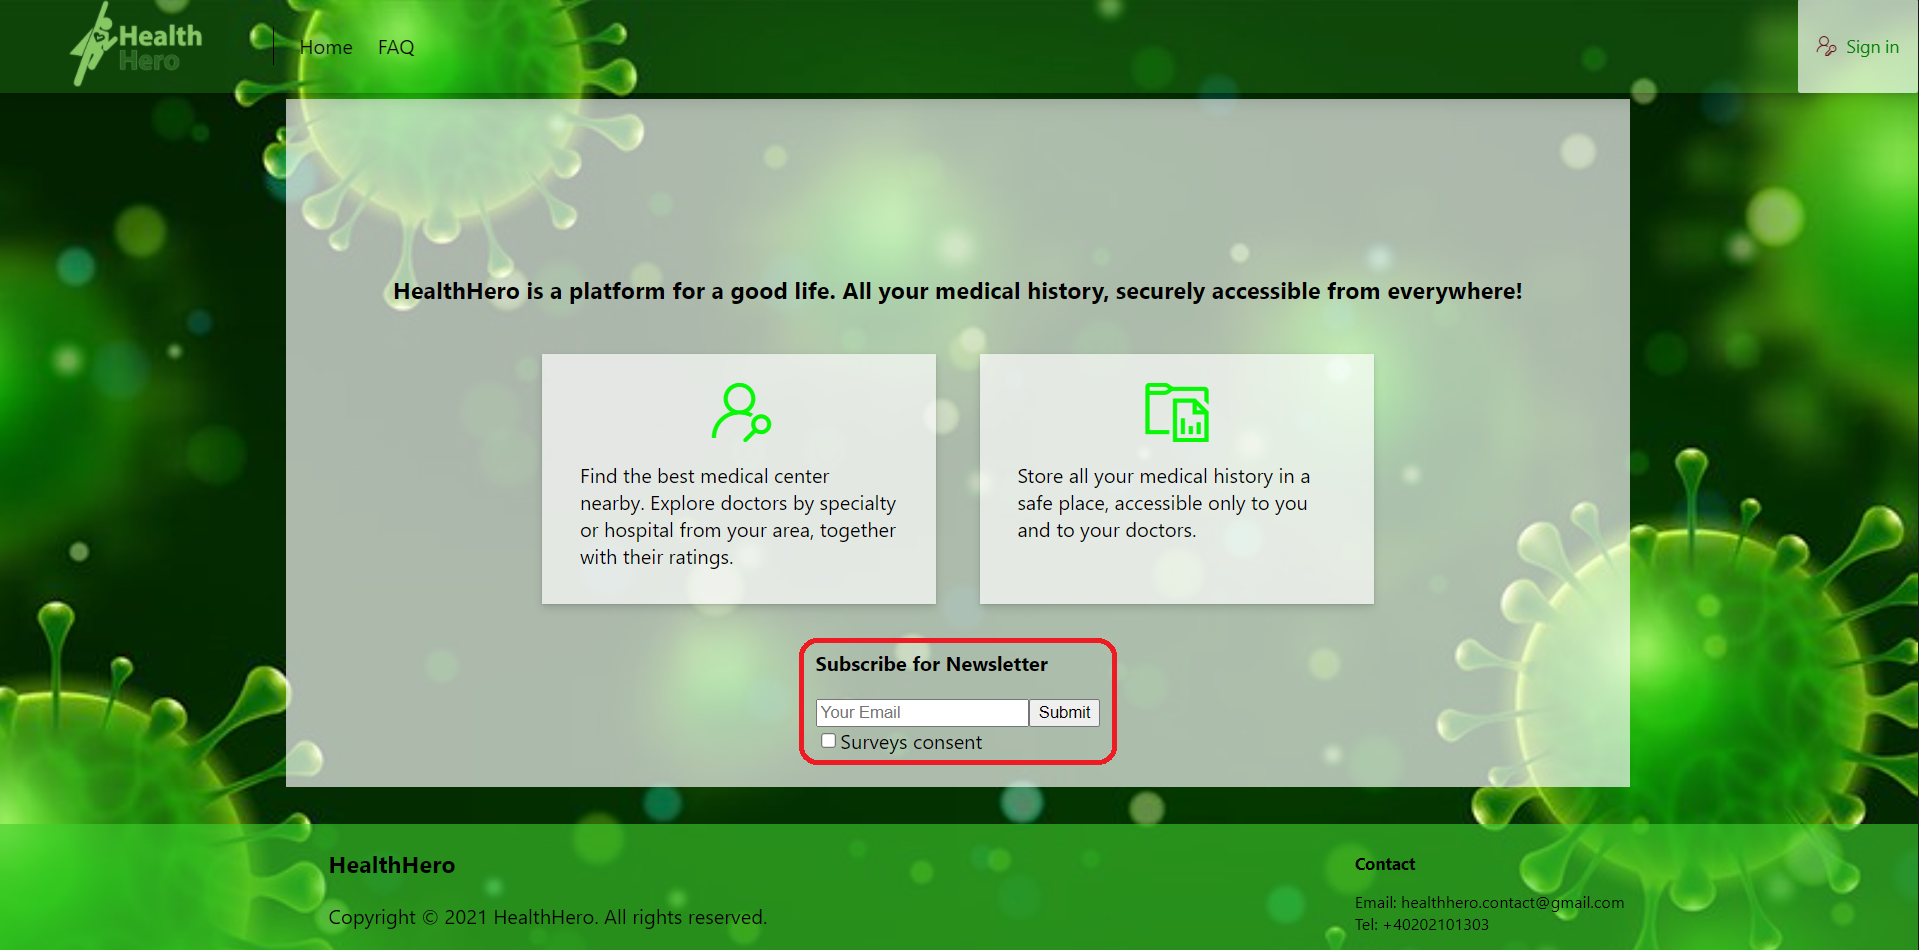 Health
Hero
Home
FAQ
Sign in
HealthHero is a platform for a good life. All your medical history, securely accessible from everywhere!
Find the best medical center
nearby. Explore doctors by specialty
or hospital from your area, together
with their ratings.
Store all your medical history in a
safe place, accessible only to you
and to your doctors.
Subscribe for Newsletter
Your Email
Submit
Surveys consent
HealthHero
Copyright © 2021 HealthHero. All rights reserved.
Contact
Email: healthhero.contact@gmail.com
Tel: +40202101303